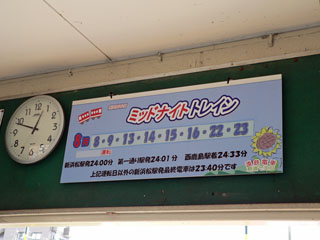 ミッドナイトトレイン
8月 8・9・13・14・15・16・22・23
運転
新浜松駅発24:00分 第一通り駅発24:01分 西鹿島駅着24:33分
上記運転日以外の新浜松駅発最終電車は23:40分です